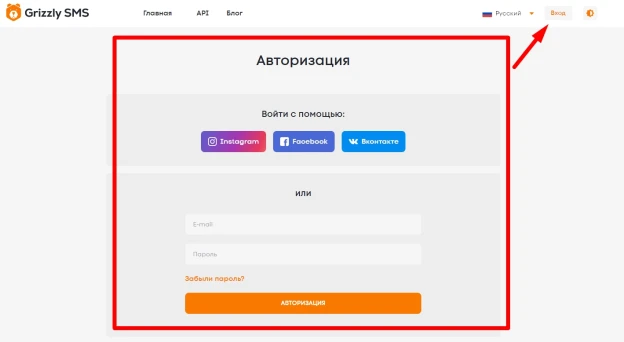 Grizzly SMS Главная API Блог Русский Вход
Авторизация
Войти с помощью:
Instagram Facebook Вконтакте
или
E-mail
Пароль
Забыли пароль?
АВТОРИЗАЦИЯ